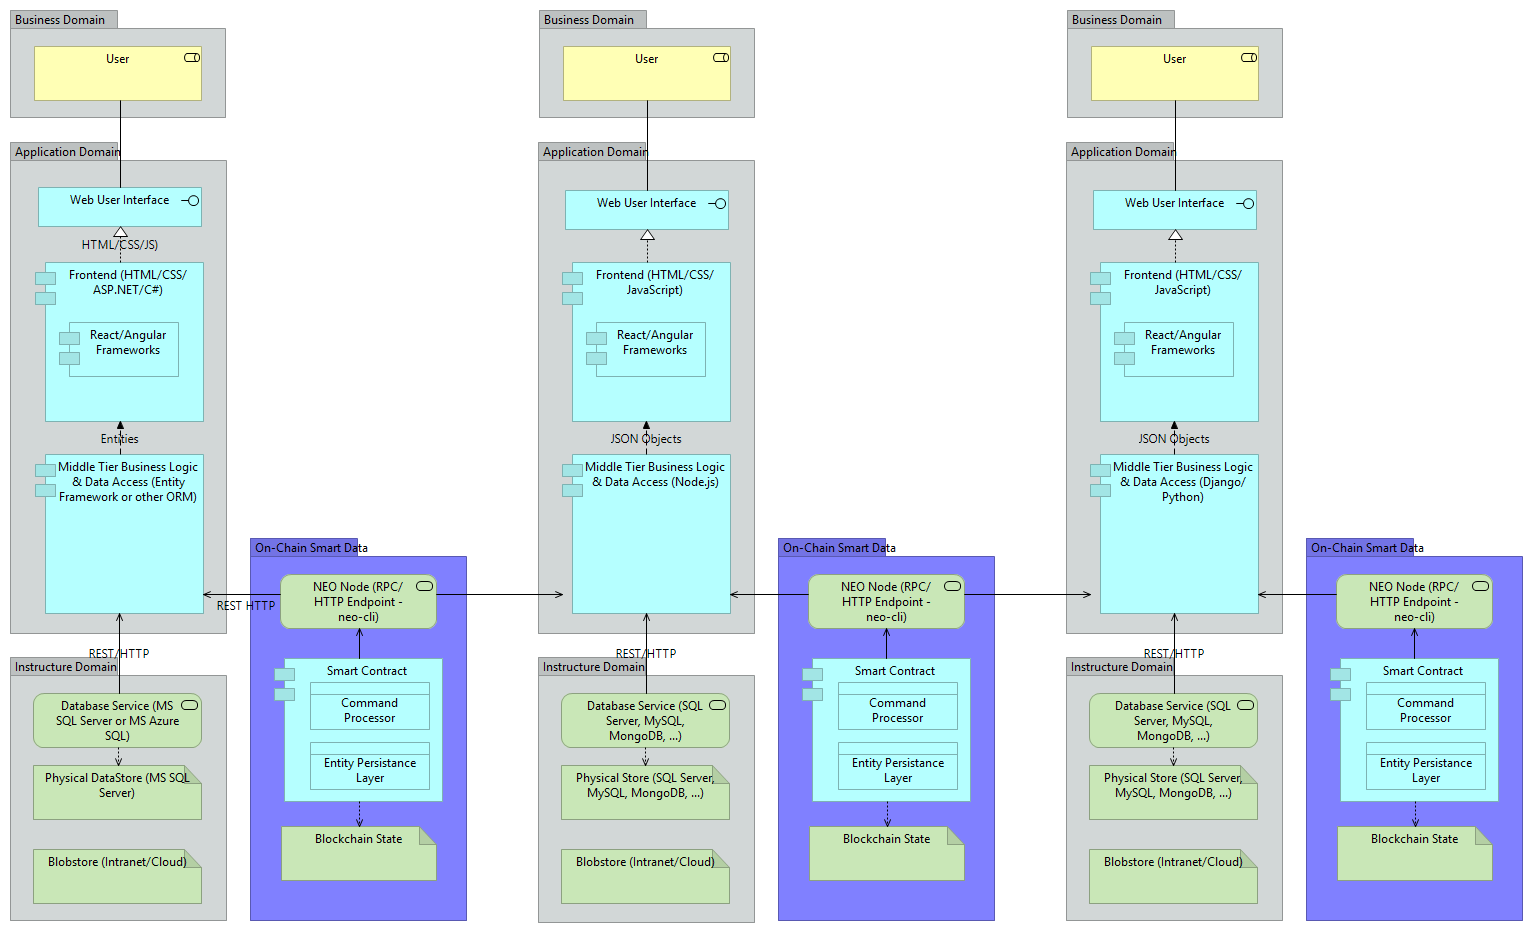 Business Domain
User
Application Domain
Web User Interface
HTML/CSS/JS)
Frontend (HTML/CSS/
ASP.NET/C#)
React/Angular
Frameworks
Entities
Middle Tier Business Logic
& Data Access (Entity
Framework or other ORM)
REST HTTP
REST/HTTP
Instructure Domain
Database Service (MS
SQL Server or MS Azure
SQL)
Physical DataStore (MS SQL
Server)
Blobstore (Intranet/Cloud)
On-Chain Smart Data
NEO Node (RPC/
HTTP Endpoint -
neo-cli)
Smart Contract
Command
Processor
Entity Persistance
Layer
Blockchain State
Business Domain
User
Application Domain
Web User Interface
Frontend (HTML/CSS/
JavaScript)
React/Angular
Frameworks
JSON Objects
Middle Tier Business Logic
& Data Access (Node.js)
REST/HTTP
Instructure Domain
Database Service (SQL
Server, MySQL,
MongoDB, ...)
Physical Store (SQL Server,
MySQL, MongoDB, ...)
Blobstore (Intranet/Cloud)
On-Chain Smart Data
NEO Node (RPC/
HTTP Endpoint -
neo-cli)
Smart Contract
Command
Processor
Entity Persistance
Layer
Blockchain State
Business Domain
User
Application Domain
Web User Interface
Frontend (HTML/CSS/
JavaScript)
React/Angular
Frameworks
JSON Objects
Middle Tier Business Logic
& Data Access (Django/
Python)
REST/HTTP
Instructure Domain
Database Service (SQL
Server, MySQL,
MongoDB, ...)
Physical Store (SQL Server,
MySQL, MongoDB, ...)
Blobstore (Intranet/Cloud)
On-Chain Smart Data
NEO Node (RPC/
HTTP Endpoint -
neo-cli)
Smart Contract
Command
Processor
Entity Persistance
Layer
Blockchain State